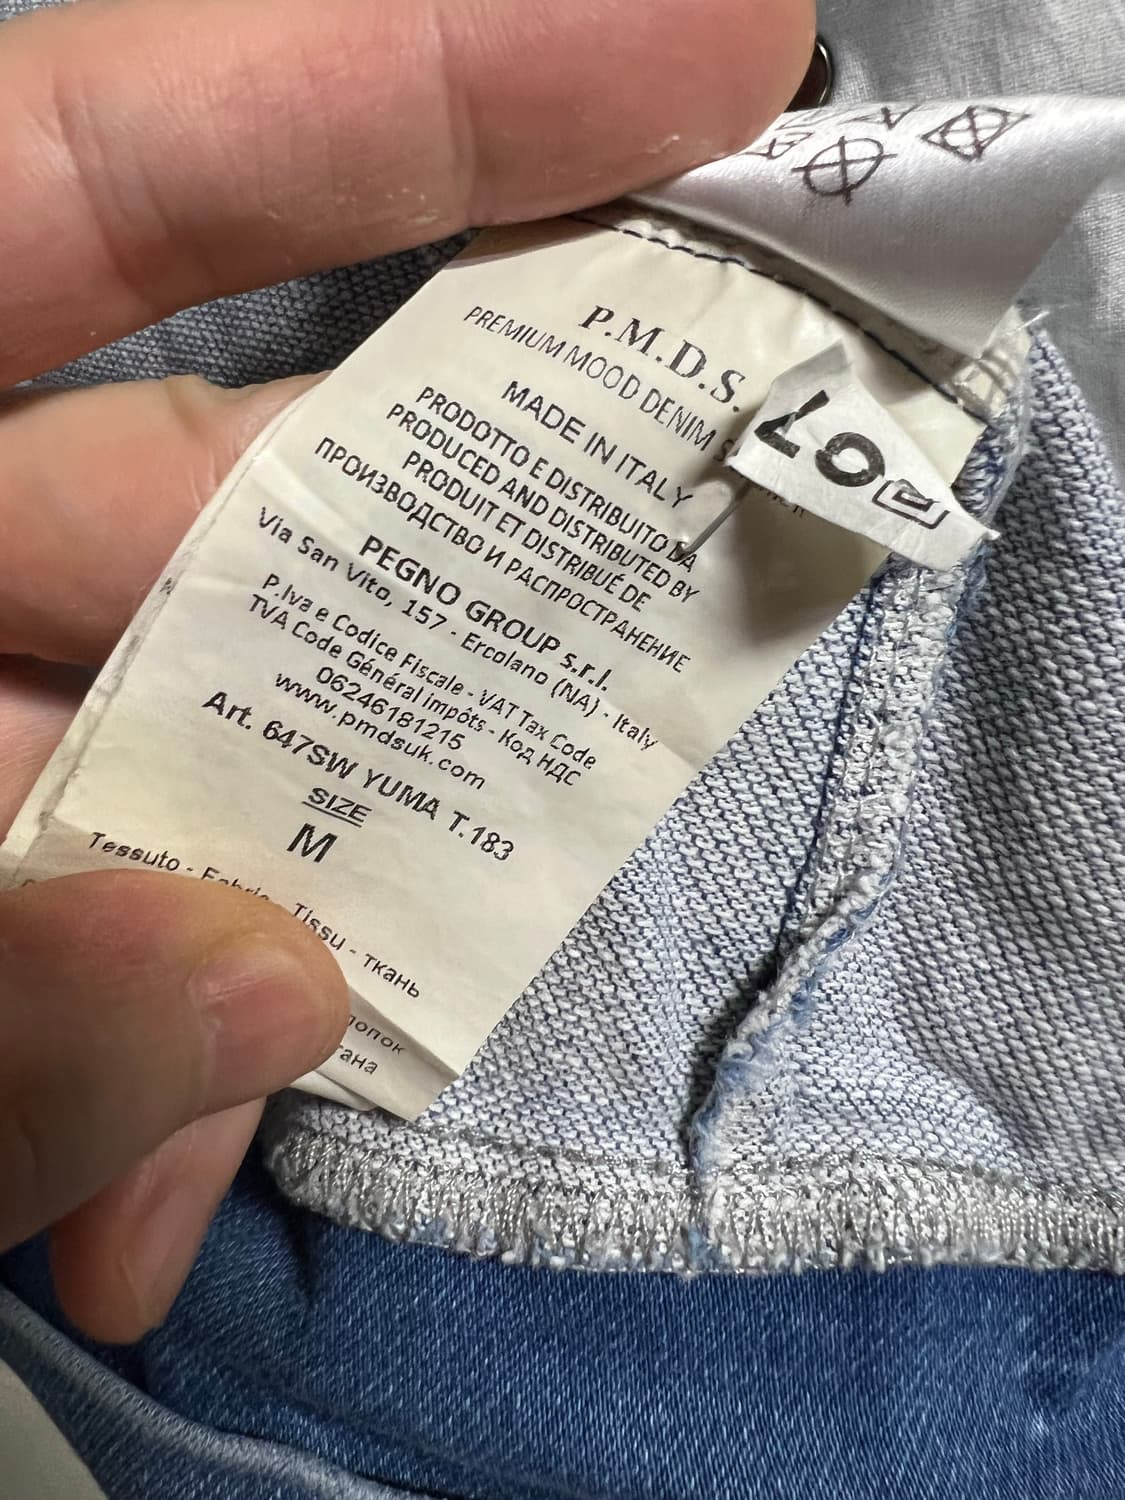 P.M.D.S.
PREMIUM MOOD DENIM
MADE IN ITALY
PRODOTTO E DISTRIBUITO DA
PRODUCED AND DISTRIBUTED BY
PRODUIT ET DISTRIBUÉ DE
ПРОИЗВОДСТВО И РАСПРОСТРАНЕНИЕ
PEGNO GROUP s.r.l.
Via San Vito, 157 - Ercolano (NA) - Italy
P.Iva e Codice Fiscale - VAT Tax Code
TVA Code Général impôts - Код НДС
06246181215
www.pmdsuk.com
Art. 647SW YUMA T.183
SIZE
M
Tessuto - Fabric - Tissu - ткань